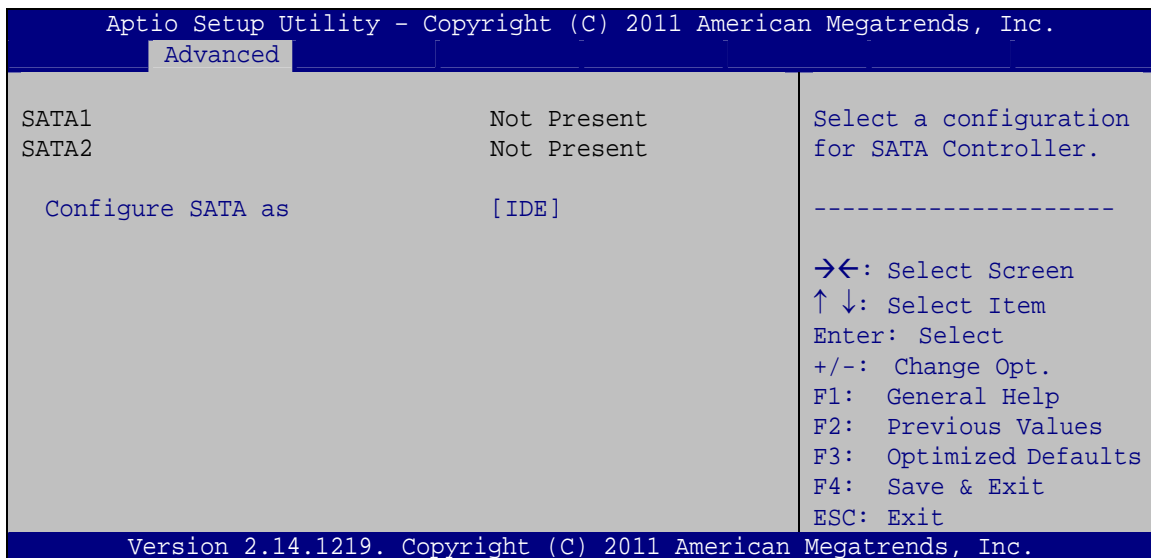 Aptio Setup Utility – Copyright (C) 2011 American Megatrends, Inc.
Advanced
SATA1 Not Present
SATA2 Not Present
Configure SATA as [IDE]
Select a configuration
for SATA Controller.
---------------------
→←: Select Screen
↑ ↓: Select Item
Enter: Select
+/-: Change Opt.
F1: General Help
F2: Previous Values
F3: Optimized Defaults
F4: Save & Exit
ESC: Exit
Version 2.14.1219. Copyright (C) 2011 American Megatrends, Inc.